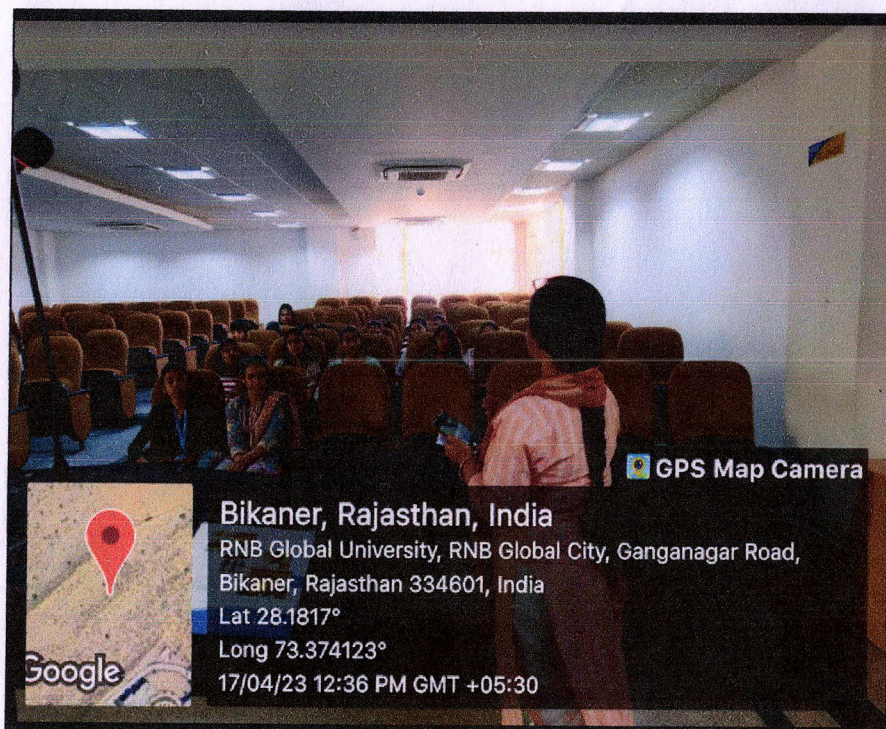 GPS Map Camera
Bikaner, Rajasthan, India
RNB Global University, RNB Global City, Ganganagar Road,
Bikaner, Rajasthan 334601, India
Lat 28.1817°
Long 73.374123°
17/04/23 12:36 PM GMT +05:30
Google